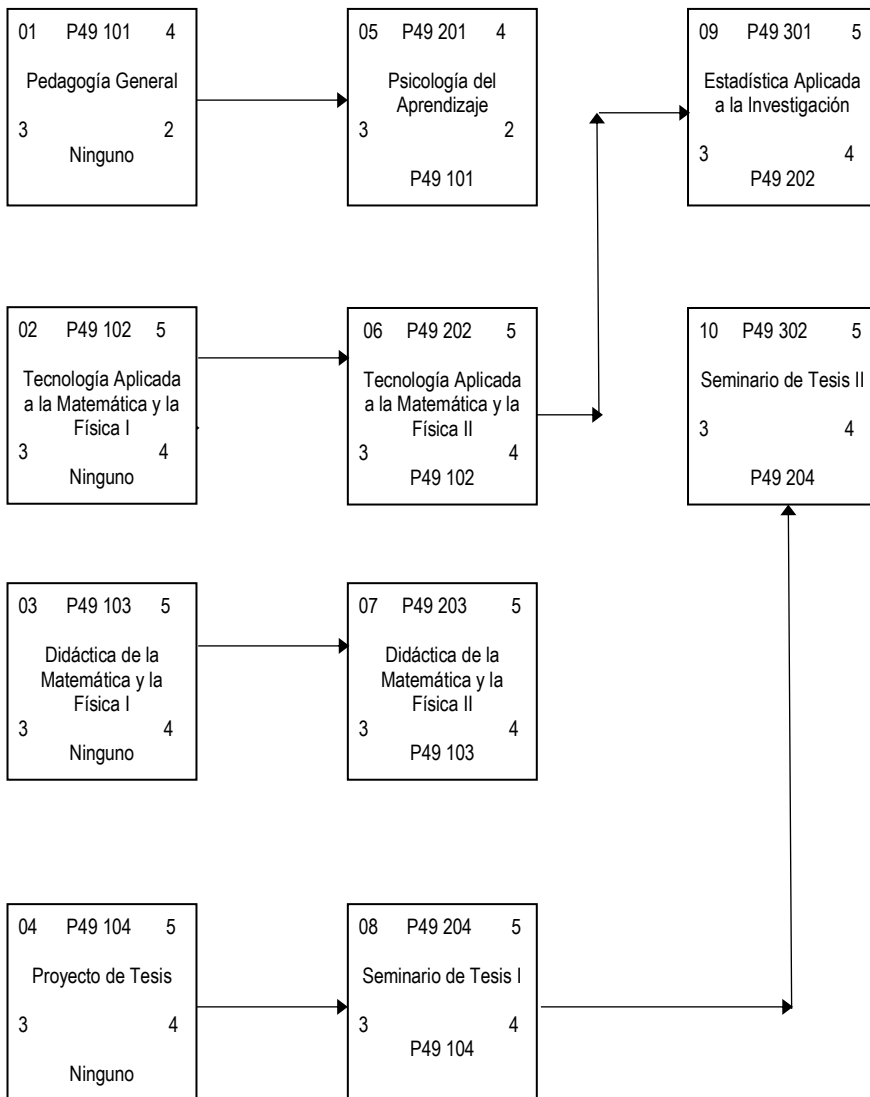 01 P49 101 4
Pedagogía General
3 2
Ninguno
05 P49 201 4
Psicología del
Aprendizaje
3 2
P49 101
09 P49 301 5
Estadística Aplicada
a la Investigación
3 4
P49 202
02 P49 102 5
Tecnología Aplicada
a la Matemática y la
Física I
3 4
Ninguno
06 P49 202 5
Tecnología Aplicada
a la Matemática y la
Física II
3 4
P49 102
10 P49 302 5
Seminario de Tesis II
3 4
P49 204
03 P49 103 5
Didáctica de la
Matemática y la
Física I
3 4
Ninguno
07 P49 203 5
Didáctica de la
Matemática y la
Física II
3 4
P49 103
04 P49 104 5
Proyecto de Tesis
3 4
Ninguno
08 P49 204 5
Seminario de Tesis I
3 4
P49 104